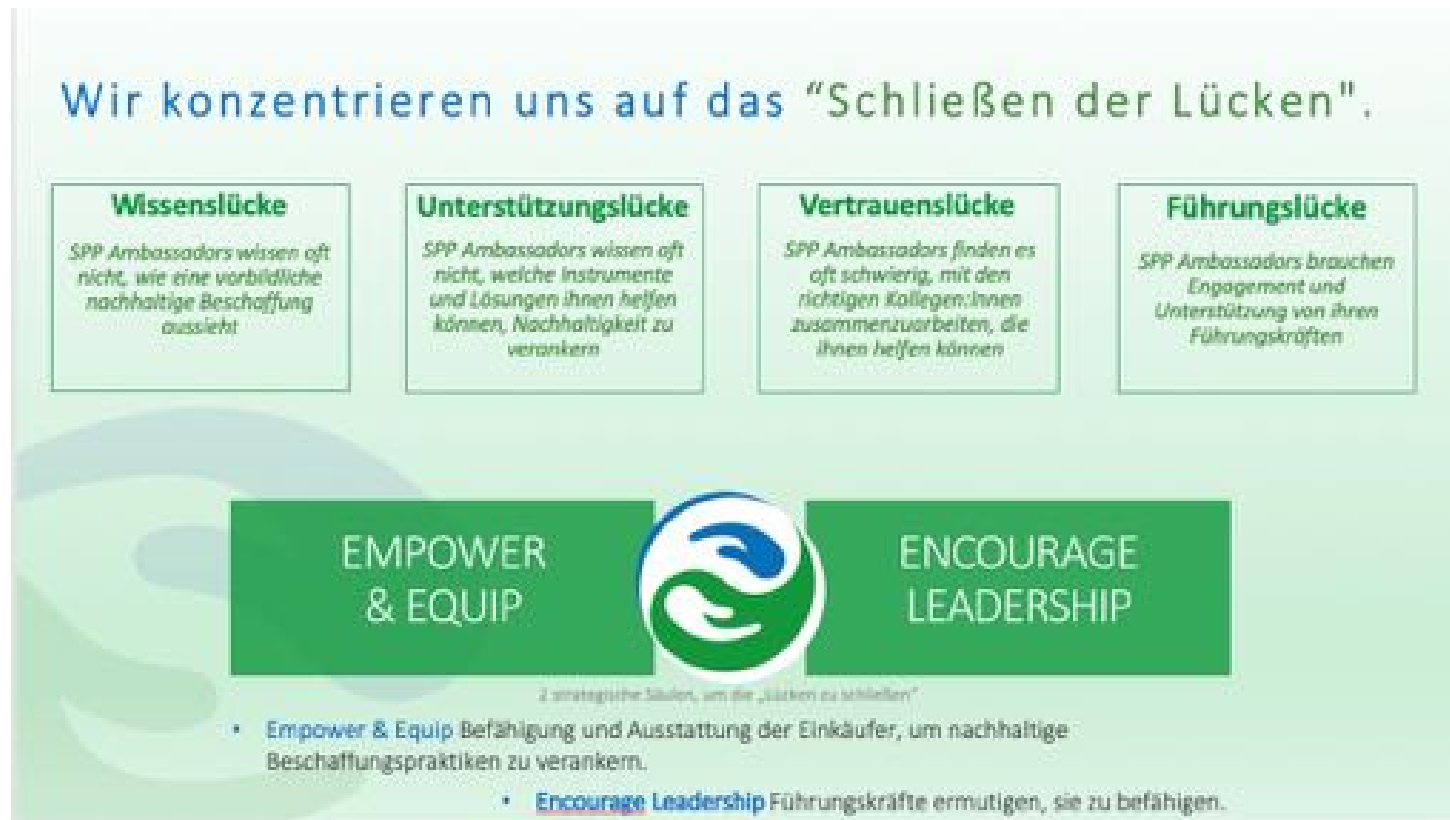 Wir konzentrieren uns auf das “Schließen der Lücken".
Wissenslücke
SPP Ambassadors wissen oft
nicht, wie eine vorbildliche
nachhaltige Beschaffung
aussieht
Unterstützungslücke
SPP Ambassadors wissen oft
nicht, welche Instrumente
und Lösungen ihnen helfen
können, Nachhaltigkeit zu
verankern
Vertrauenslücke
SPP Ambassadors finden es
oft schwierig, mit den
richtigen Kollegen:Innen
zusammenzuarbeiten, die
ihnen helfen können
Führungslücke
SPP Ambassadors brauchen
Engagement und
Unterstützung von ihren
Führungskräften
EMPOWER
& EQUIP
ENCOURAGE
LEADERSHIP
2 strategische Säulen, um die „Lücken zu schließen“
• Empower & Equip Befähigung und Ausstattung der Einkäufer, um nachhaltige
Beschaffungspraktiken zu verankern.
• Encourage Leadership Führungskräfte ermutigen, sie zu befähigen.